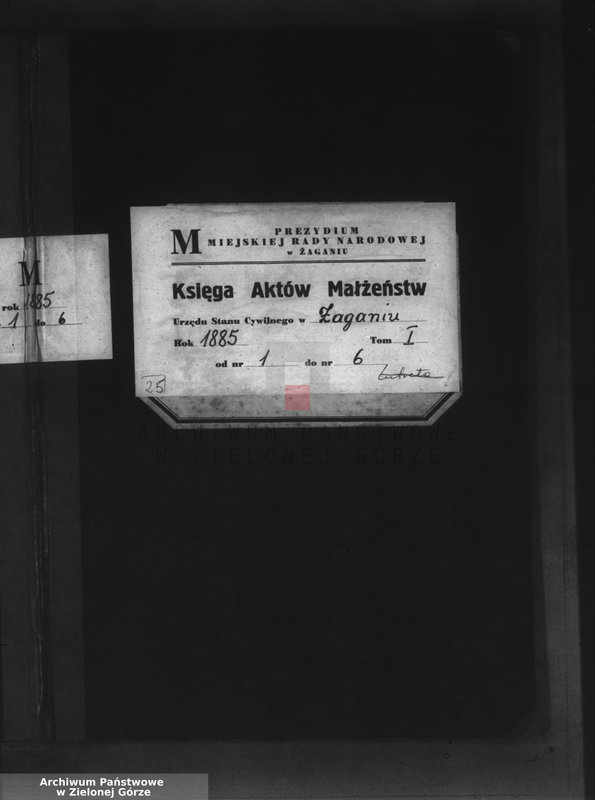 M
rok 1885
1 do 6
M
PREZYDIUM
MIEJSKIEJ RADY NARODOWEJ
w ŻAGANIU
Księga Aktów Małżeństw
Urzędu Stanu Cywilnego w Żaganiu
Rok 1885 Tom I
od nr 1 do nr 6
25
ARCHIWUM PAŃSTWOWE
W ZIELONEJ GÓRZE
Archiwum Państwowe
w Zielonej Górze